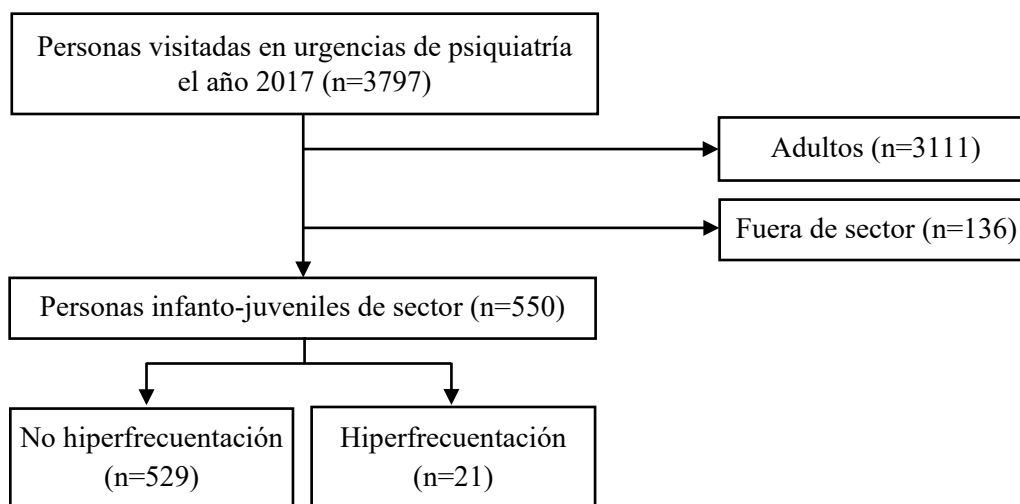 Personas visitadas en urgencias de psiquiatría
el año 2017 (n=3797)
Adultos (n=3111)
Fuera de sector (n=136)
Personas infanto-juveniles de sector (n=550)
No hiperfrecuentación
(n=529)
Hiperfrecuentación
(n=21)